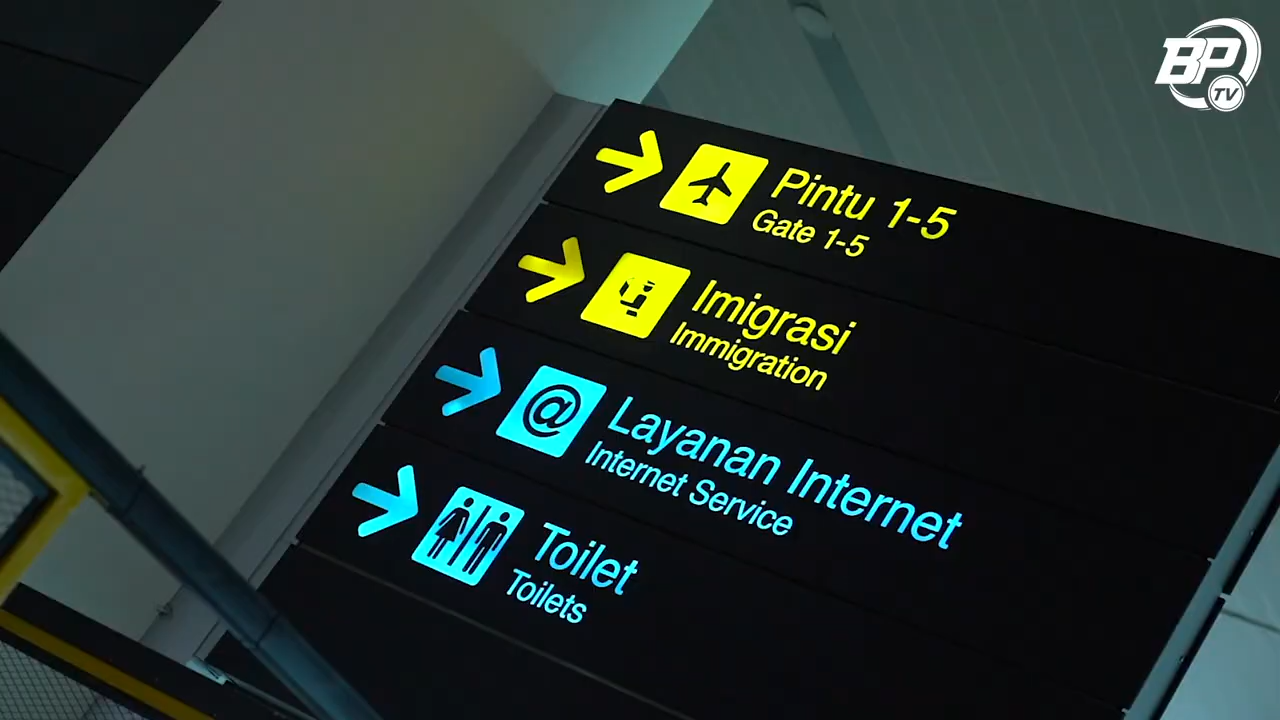 BP
TV
Pintu 1-5
Gate 1-5
Imigrasi
Immigration
@
Layanan Internet
Internet Service
Toilet
Toilets